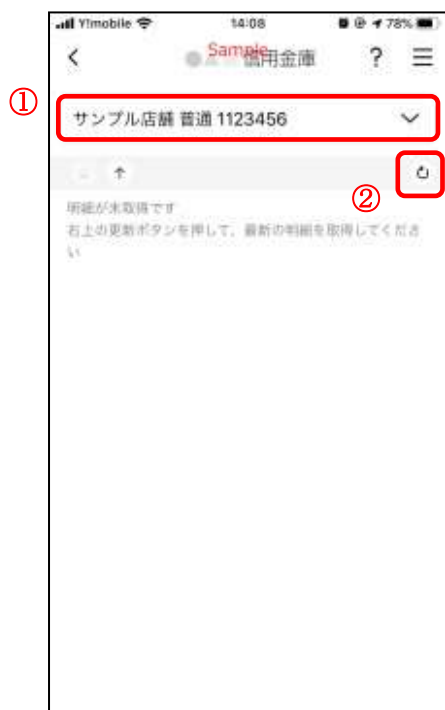 Y!mobile 14:08 78%
Sample
信用金庫 ?
①
サンプル店舗 普通 1123456
②
明細が未取得です
右上の更新ボタンを押して、最新の明細を取得してくださ
い